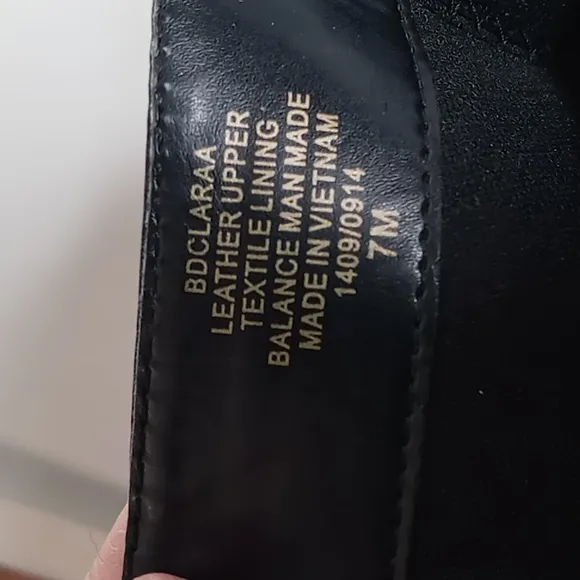 BDCLARAA
LEATHER UPPER
TEXTILE LINING
BALANCE MAN MADE
MADE IN VIETNAM
1409/0914
7M